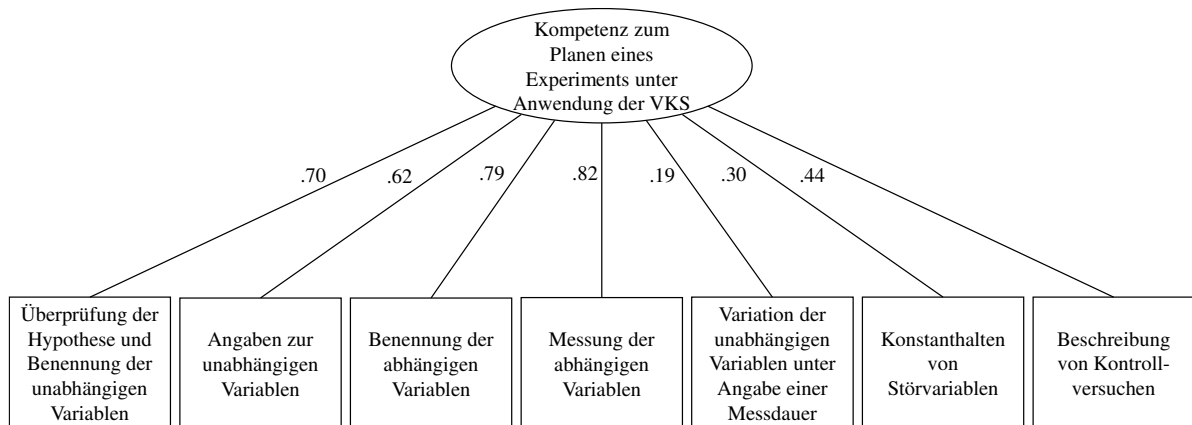 Kompetenz zum
Planen eines
Experiments unter
Anwendung der VKS
.70
.62
.79
.82
.19
.30
.44
Überprüfung der
Hypothese und
Benennung der
unabhängigen
Variablen
Angaben zur
unabhängigen
Variablen
Benennung der
abhängigen
Variablen
Messung der
abhängigen
Variablen
Variation der
unabhängigen
Variablen unter
Angabe einer
Messdauer
Konstanthalten
von
Störvariablen
Beschreibung
von Kontroll-
versuchen